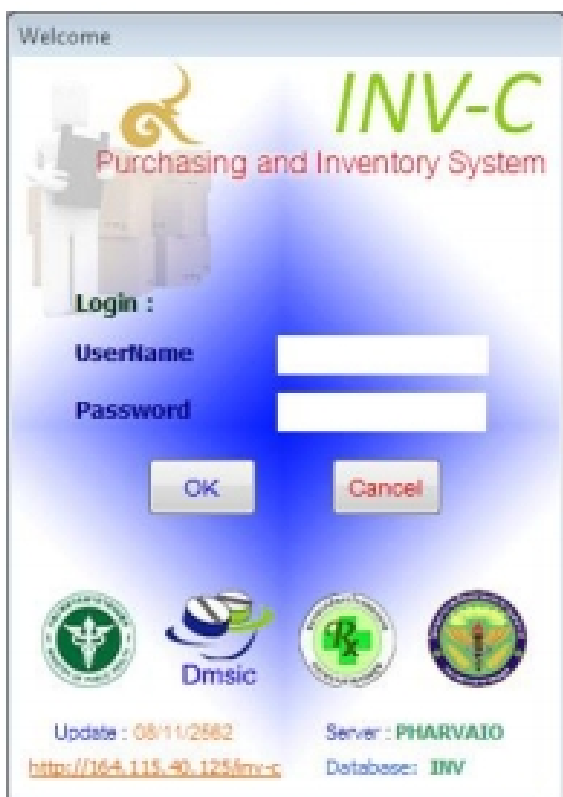 Welcome
INV-C
Purchasing and Inventory System
Login :
UserName
Password
OK
Cancel
Rx
Dmsic
Update : 08/11/2562
Server : PHARVAIO
http://164.115.40.125/inv-c
Database: INV